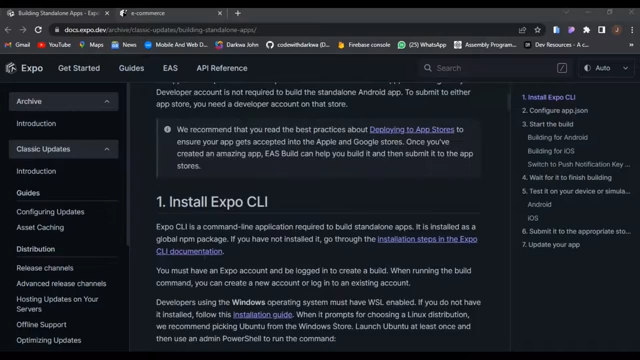 Building Standalone Apps - Expo
e-commerce
docs.expo.dev/archive/classic-updates/building-standalone-apps/
Gmail
YouTube
Maps
News
Mobile And Web D...
Darkwa John
codewithdarkwa
Firebase console
(25) WhatsApp
Assembly Program...
Dev Resources
Expo
Get Started
Guides
EAS
API Reference
Search
/
Auto
Archive
Introduction
Classic Updates
Introduction
Guides
Configuring Updates
Asset Caching
Distribution
Release channels
Advanced release channels
Hosting Updates on Your
Servers
Offline Support
Optimizing Updates
Developer account is not required to build the standalone Android app. To submit to either
app store, you need a developer account on that store.
We recommend that you read the best practices about Deploying to App Stores to
ensure your app gets accepted into the Apple and Google stores. Once you've
created an amazing app, EAS Build can help you build it and then submit it to the app
stores.
1. Install Expo CLI
Expo CLI is a command-line application required to build standalone apps. It is installed as a
global npm package. If you have not installed it, go through the installation steps in the Expo
CLI documentation.
You must have an Expo account and be logged in to create a build. When running the build
command, you can create a new account or log in to an existing account.
Developers using the Windows operating system must have WSL enabled. If you do not have
it installed, follow this installation guide. When it prompts for choosing a Linux distribution,
we recommend picking Ubuntu from the Windows Store. Launch Ubuntu at least once and
then use an admin PowerShell to run the command:
1. Install Expo CLI
2. Configure app.json
3. Start the build
Building for Android
Building for iOS
Switch to Push Notification Key
4. Wait for it to finish building
5. Test it on your device or simula
Android
iOS
6. Submit it to the appropriate sto
7. Update your app